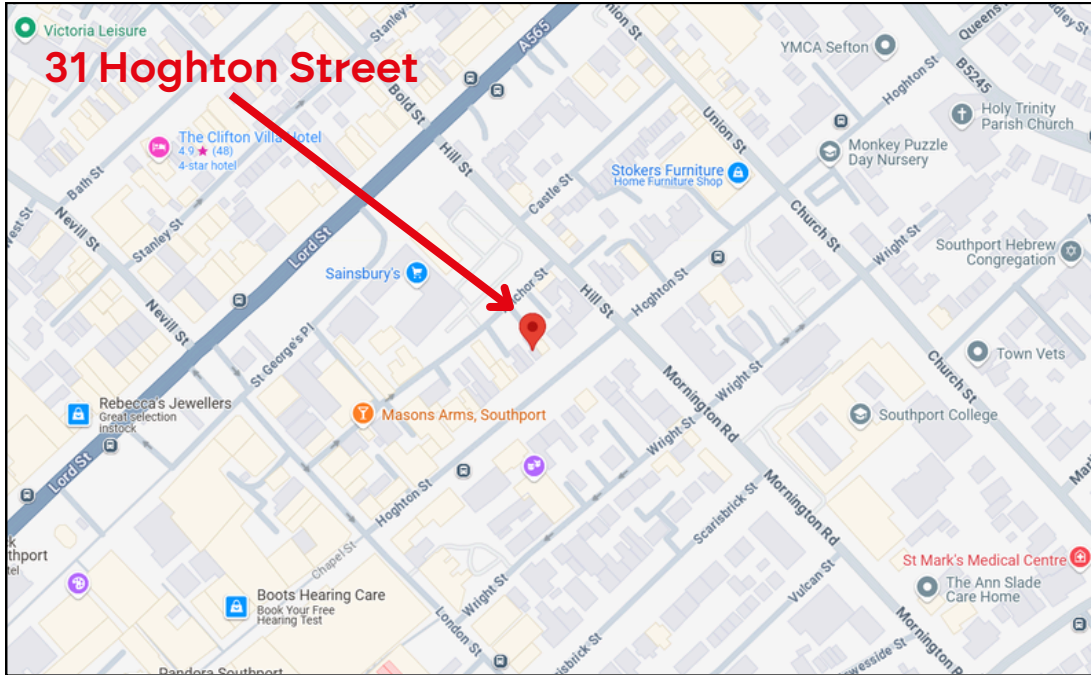 Victoria Leisure
31 Hoghton Street
Stanley St
A565
Bold St
Hill St
YMCA Sefton
Hoghton St
B5245
Holy Trinity
Parish Church
Union St
Monkey Puzzle
Day Nursery
The Clifton Villa Hotel
4.9 ★ (48)
4-star hotel
Stokers Furniture
Home Furniture Shop
Bath St
Castle St
Church St
Wright St
Nevill St
Stanley St
Lord St
Southport Hebrew
Congregation
Sainsbury's
Hill St
Hoghton St
Nevill St
St George's Pl
Town Vets
Church St
Mornington Rd
Wright St
Rebecca's Jewellers
Great selection
instock
Masons Arms, Southport
Southport College
Wright St
Lord St
Hoghton St
Scarisbrick St
Mornington Rd
Chapel St
St Mark's Medical Centre
Vulcan St
The Ann Slade
Care Home
Boots Hearing Care
Book Your Free
Hearing Test
Wright St
London St
Mornington
Pandora Southport